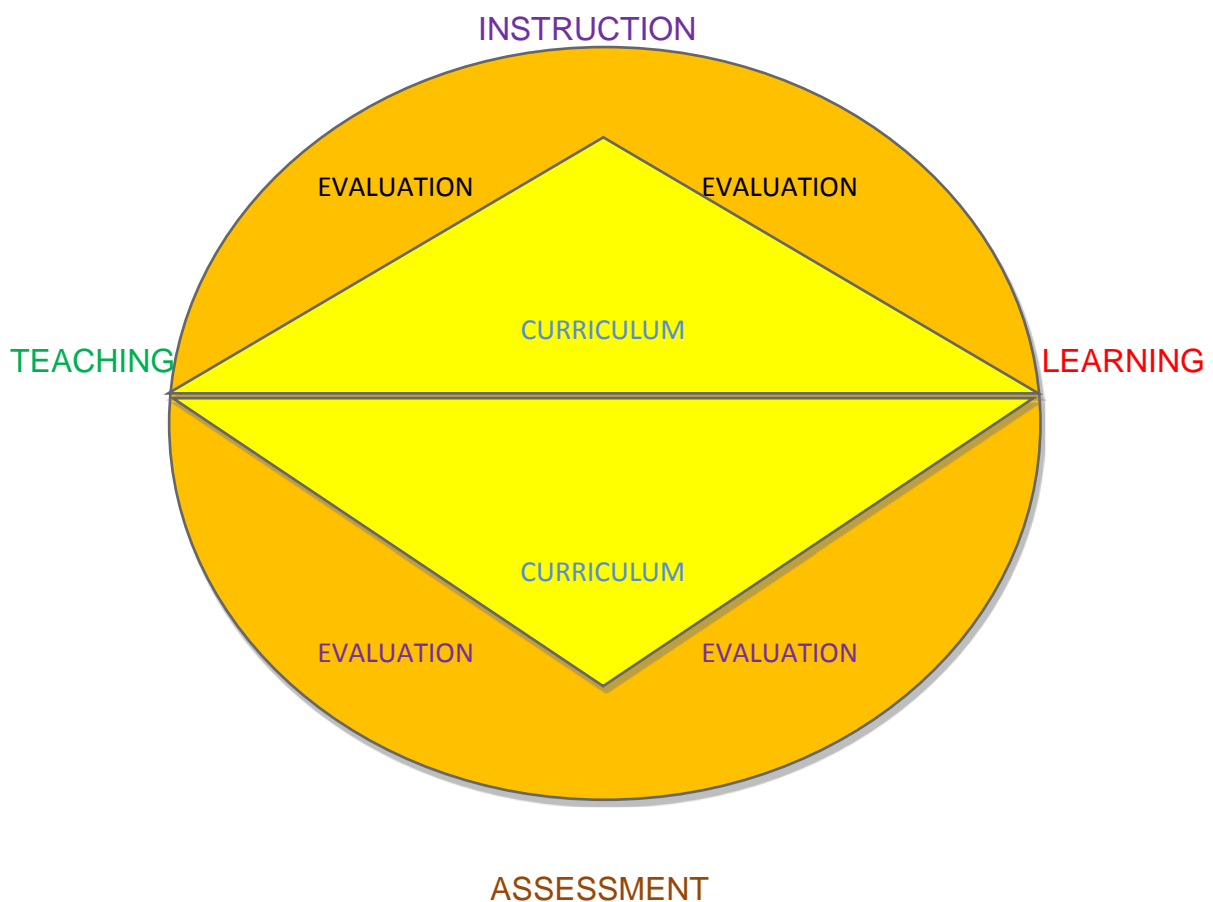 INSTRUCTION
EVALUATION EVALUATION
CURRICULUM
TEACHING LEARNING
CURRICULUM
EVALUATION EVALUATION
ASSESSMENT